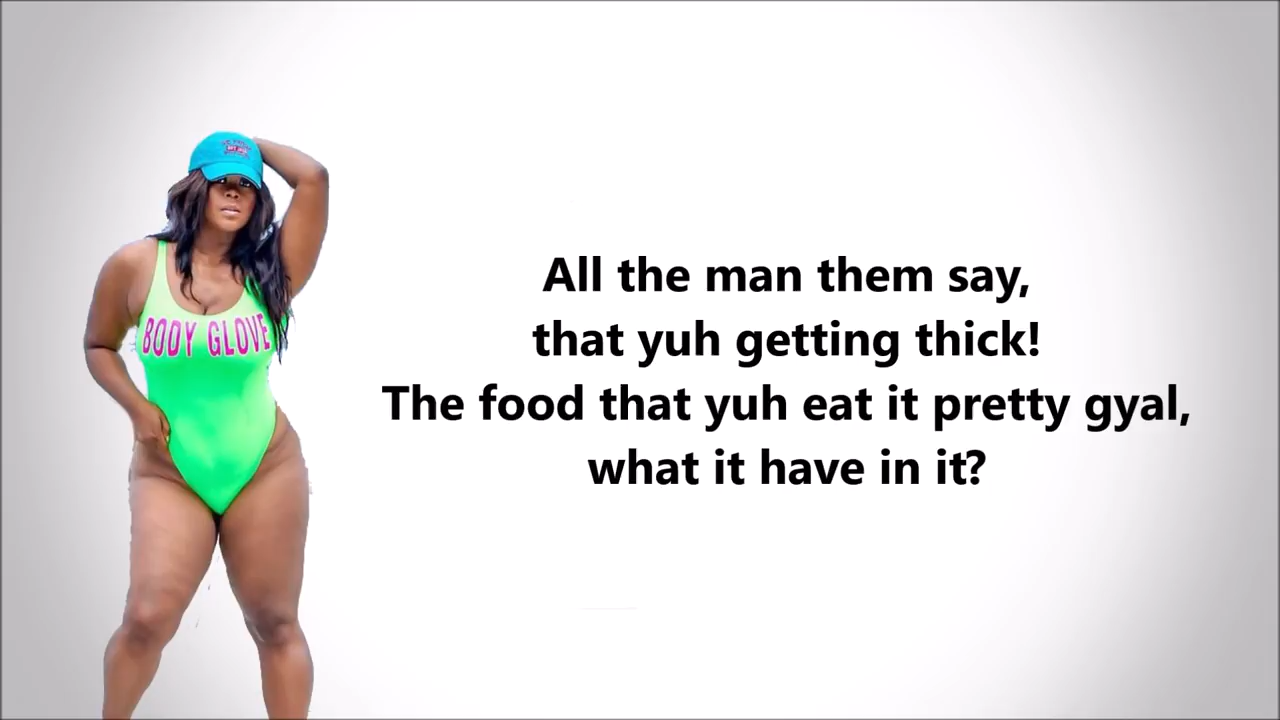 BODY GLOVE
All the man them say,
that yuh getting thick!
The food that yuh eat it pretty gyal,
what it have in it?